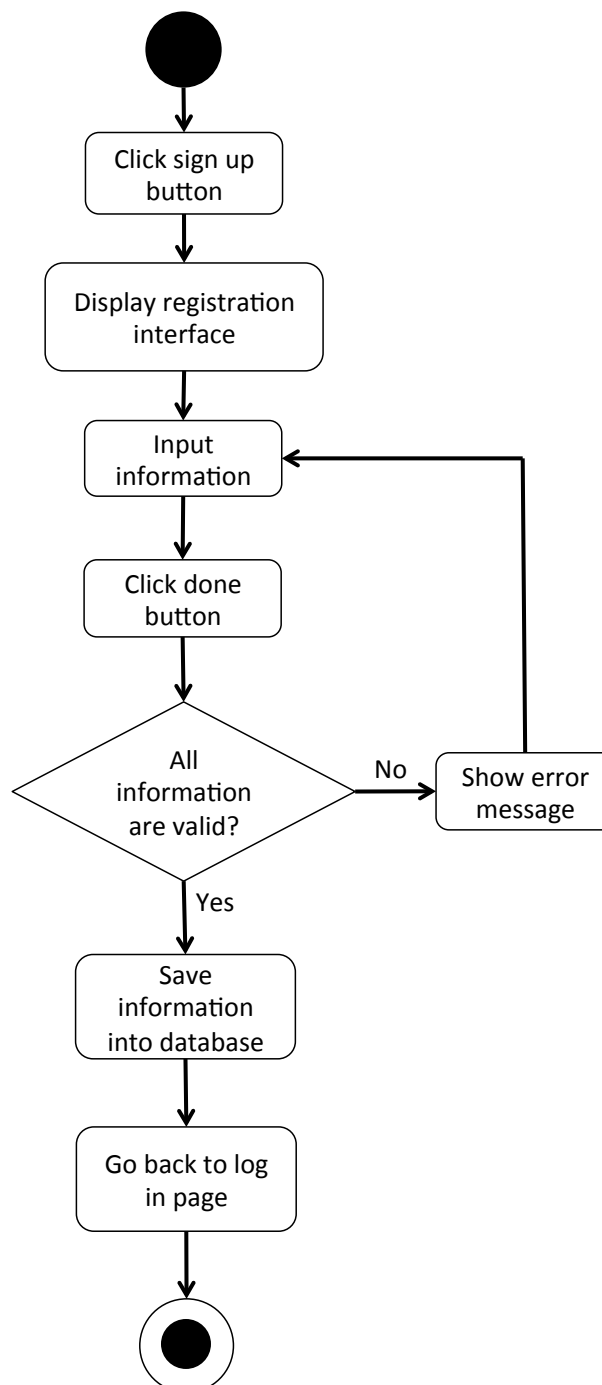 Click sign up
button
Display registration
interface
Input
information
Click done
button
All
information
are valid?
No
Show error
message
Yes
Save
information
into database
Go back to log
in page